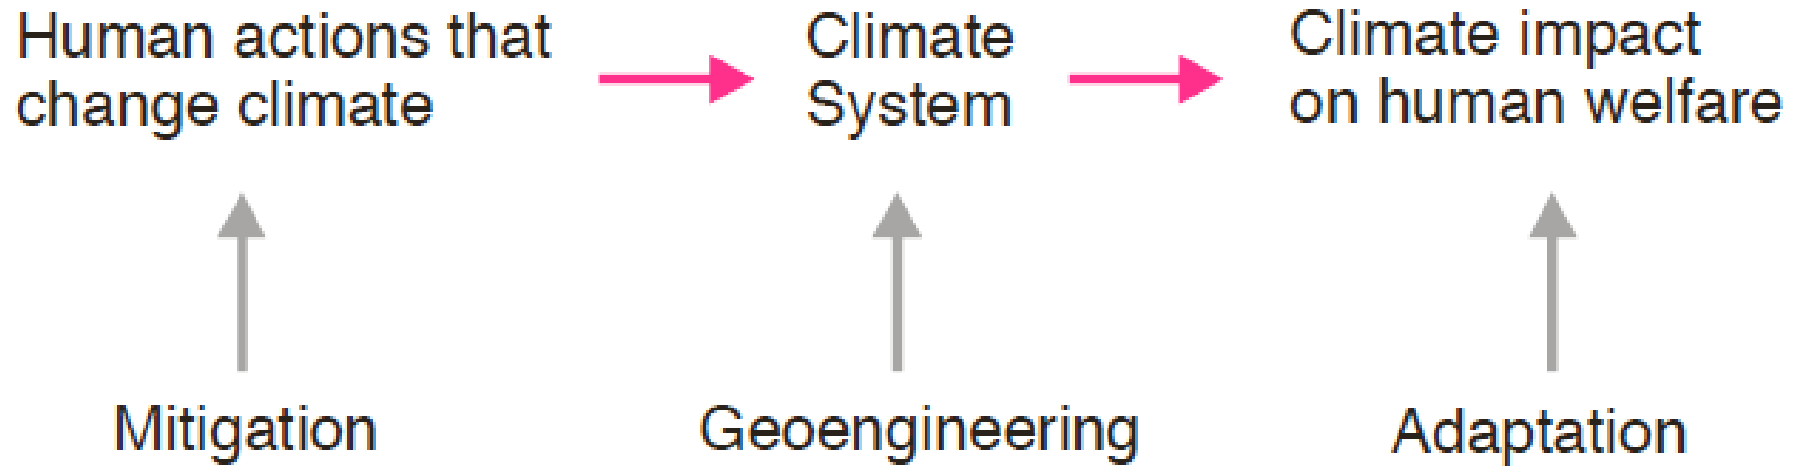 Human actions that
change climate
Climate
System
Climate impact
on human welfare
Mitigation
Geoengineering
Adaptation